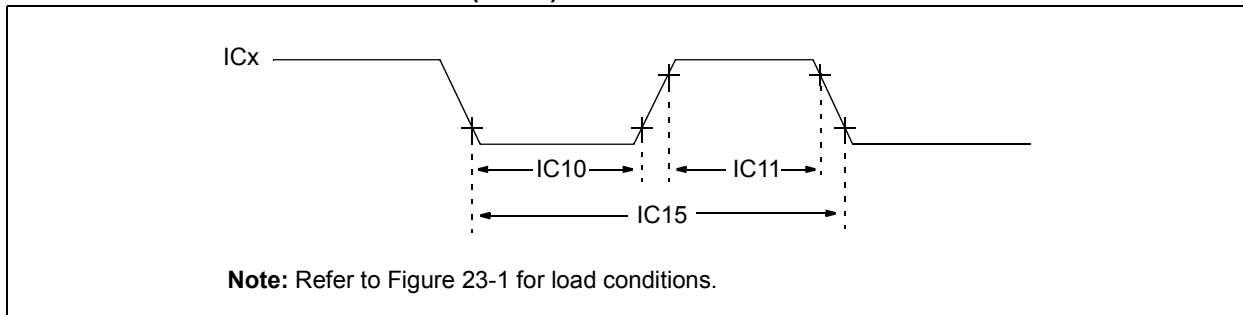 ICx
IC10
IC11
IC15
Note: Refer to Figure 23-1 for load conditions.